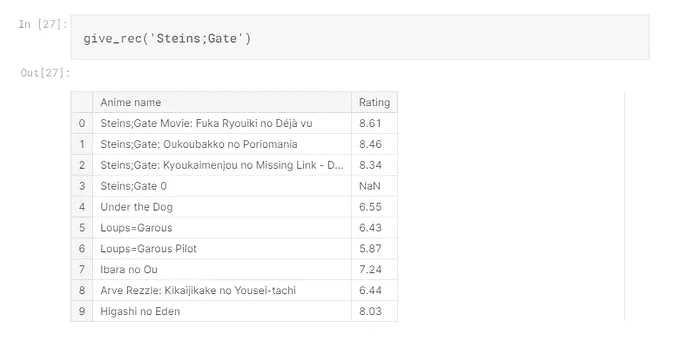 In [27]:
give_rec('Steins;Gate')
Out[27]:
Anime name Rating
0 Steins;Gate Movie: Fuka Ryouiki no Déjà vu 8.61
1 Steins;Gate: Oukoubakko no Poriomania 8.46
2 Steins;Gate: Kyoukaimenjou no Missing Link - D... 8.34
3 Steins;Gate 0 NaN
4 Under the Dog 6.55
5 Loups=Garous 6.43
6 Loups=Garous Pilot 5.87
7 Ibara no Ou 7.24
8 Arve Rezzle: Kikaijikake no Yousei-tachi 6.44
9 Higashi no Eden 8.03